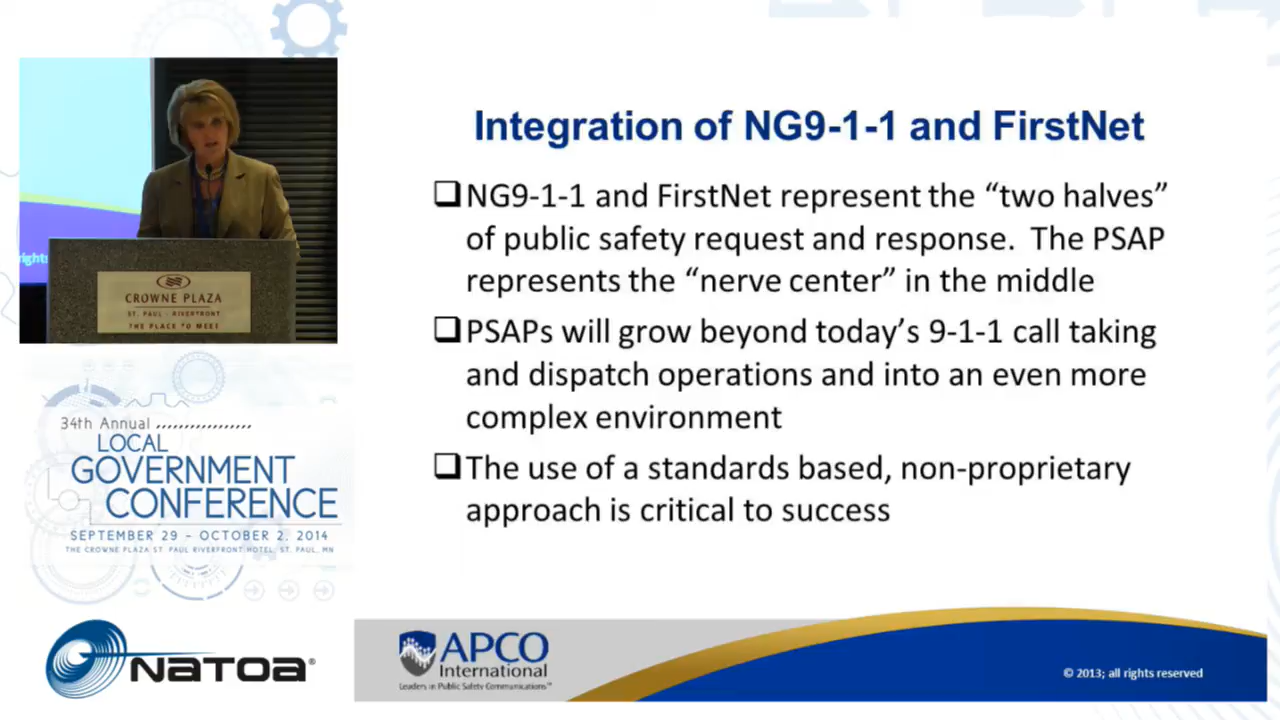 Integration of NG9-1-1 and FirstNet
❑NG9-1-1 and FirstNet represent the “two halves”
of public safety request and response.  The PSAP
represents the “nerve center” in the middle
❑PSAPs will grow beyond today’s 9-1-1 call taking
and dispatch operations and into an even more
complex environment
❑The use of a standards based, non-proprietary
approach is critical to success
rights
CROWNE PLAZA
ST. PAUL - RIVERFRONT
THE PLACE TO MEET
34th Annual
LOCAL
GOVERNMENT
CONFERENCE
SEPTEMBER 29 - OCTOBER 2, 2014
THE CROWNE PLAZA ST. PAUL RIVERFRONT HOTEL, ST. PAUL, MN
NATOA®
APCO
International
Leaders in Public Safety Communications™
© 2013; all rights reserved